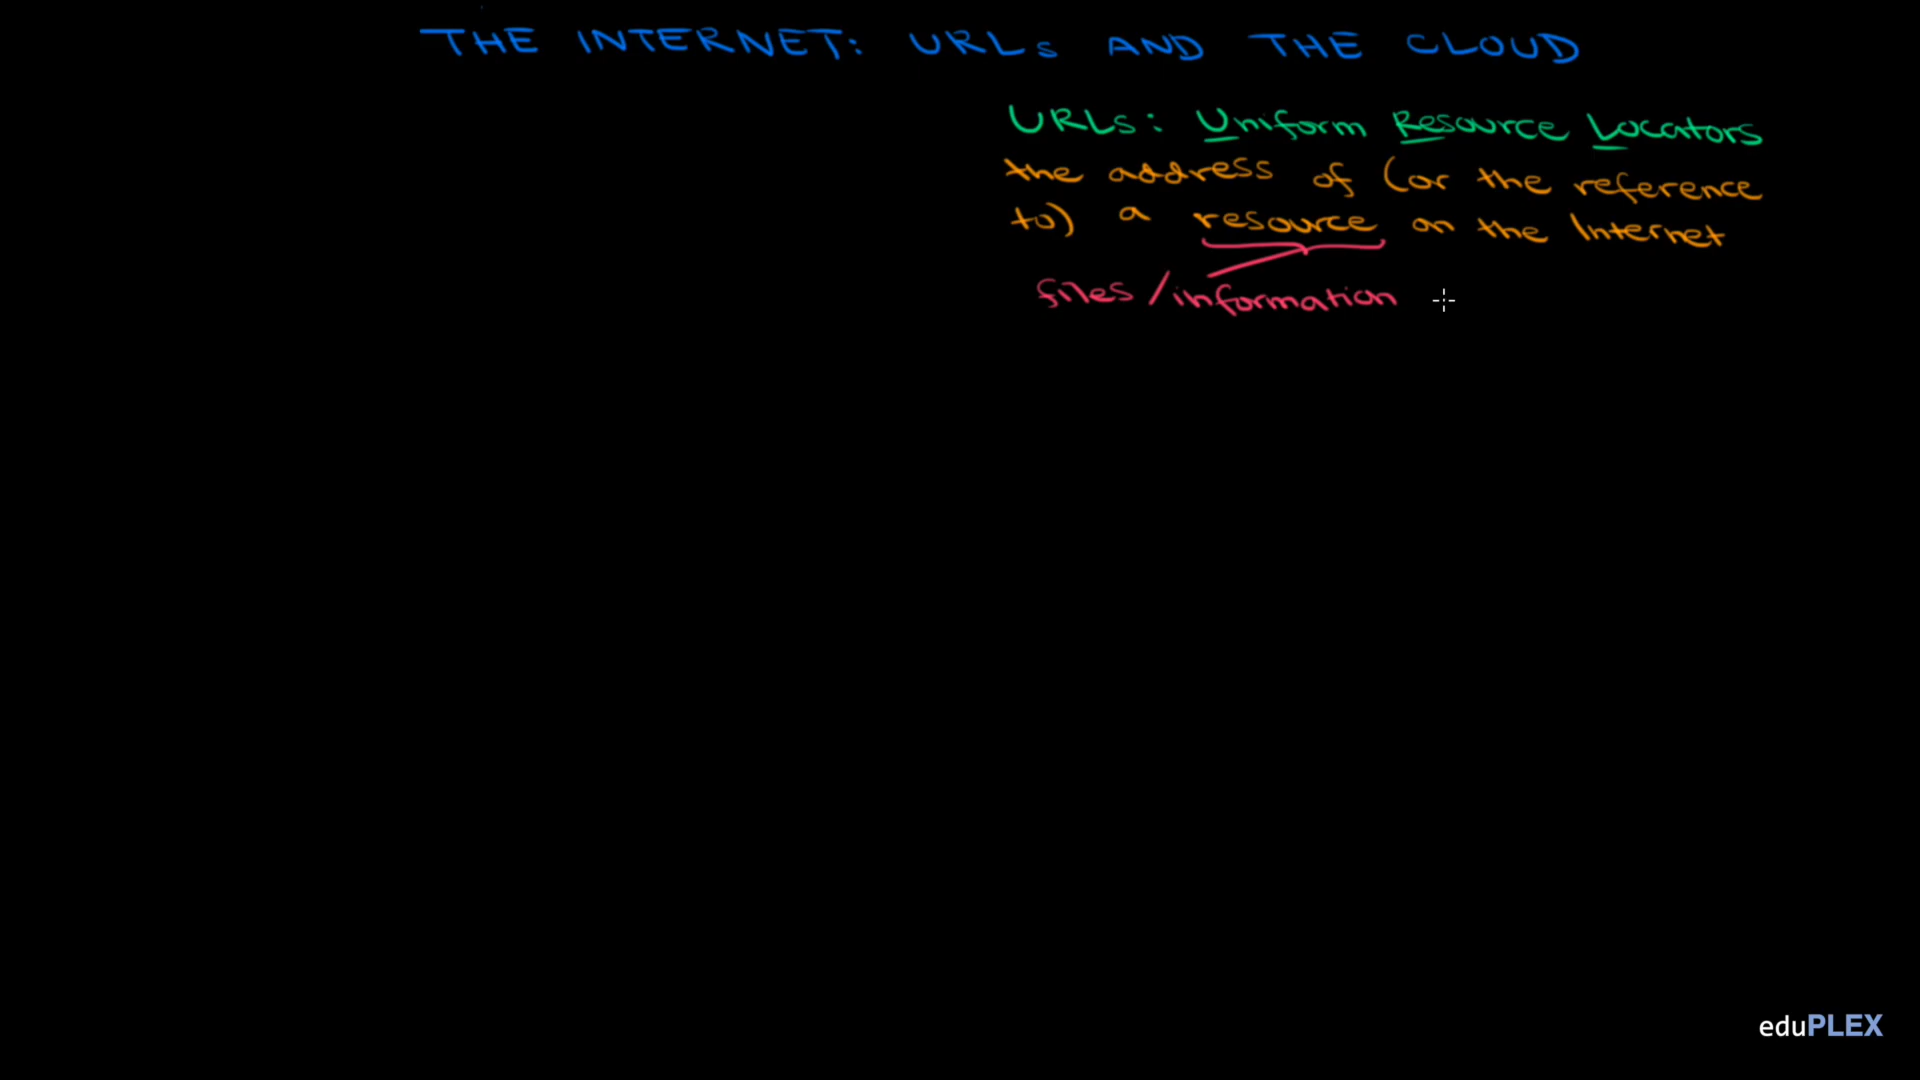 THE INTERNET: URLs AND THE CLOUD
URLs: Uniform Resource Locators
the address of (or the reference
to) a resource on the Internet
files/information
eduPLEX